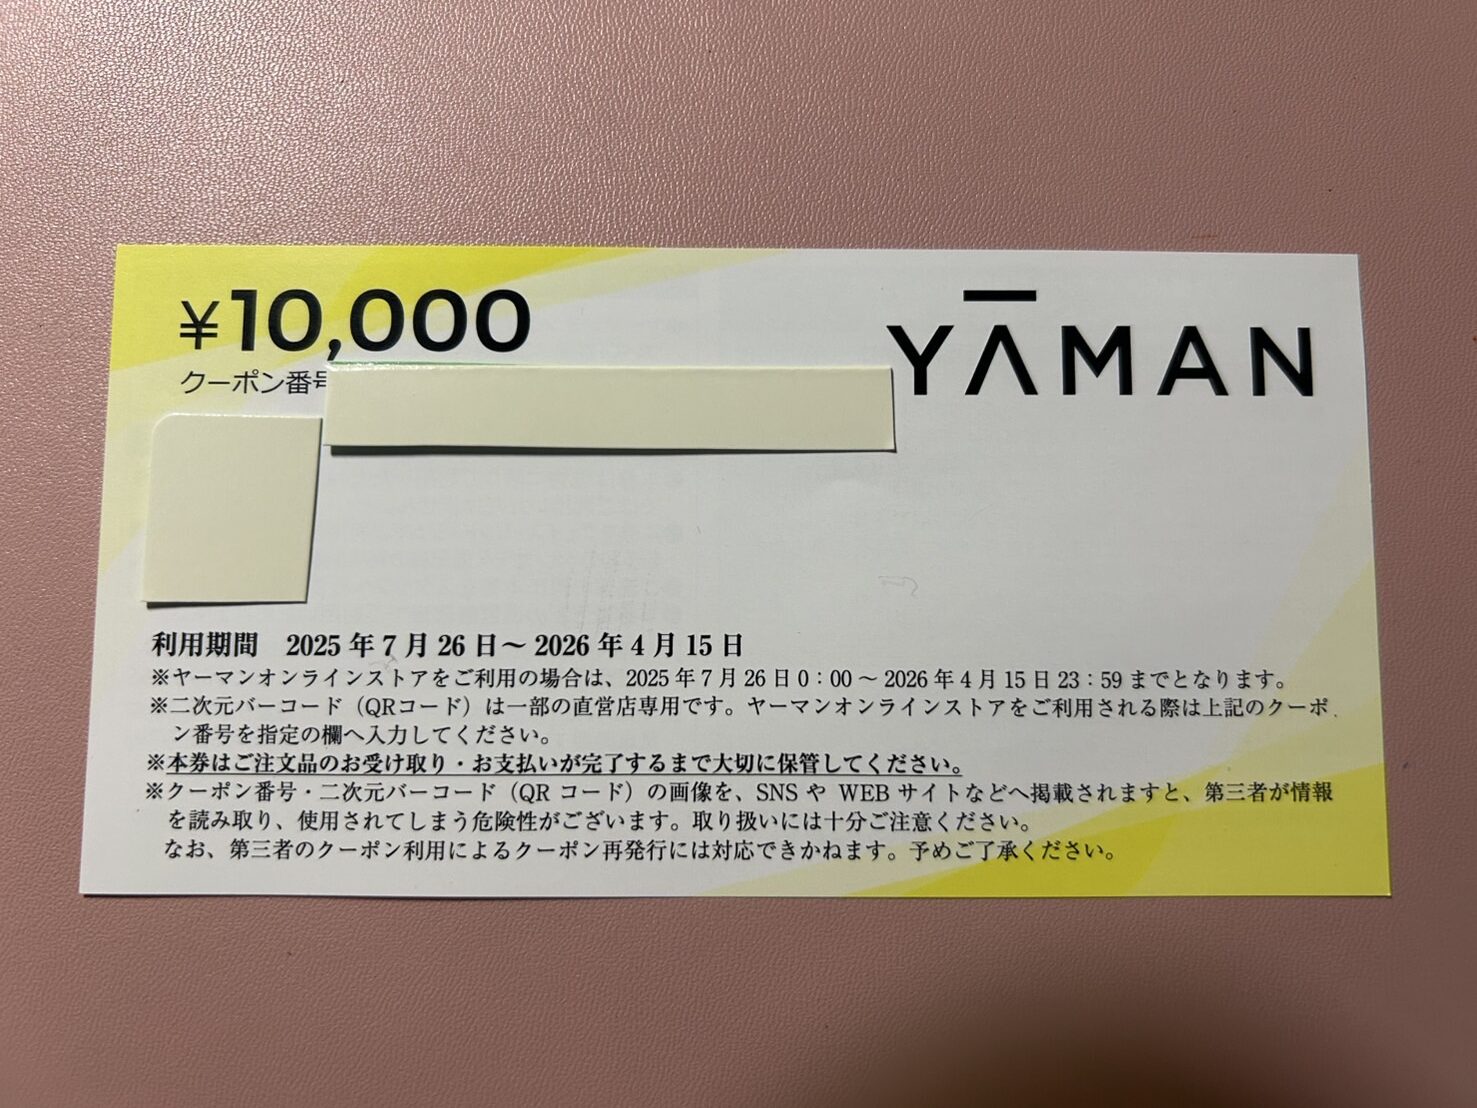 ¥10,000
YAMAN
クーポン番号
利用期間 2025年7月26日～2026年4月15日
※ヤーマンオンラインストアをご利用の場合は、2025年7月26日0：00～2026年4月15日23：59までとなります。
※二次元バーコード（QRコード）は一部の直営店専用です。ヤーマンオンラインストアをご利用される際は上記のクーポ
ン番号を指定の欄へ入力してください。
※本券はご注文品のお受け取り・お支払いが完了するまで大切に保管してください。
※クーポン番号・二次元バーコード（QRコード）の画像を、SNSや WEBサイトなどへ掲載されますと、第三者が情報
を読み取り、使用されてしまう危険性がございます。取り扱いには十分ご注意ください。
なお、第三者のクーポン利用によるクーポン再発行には対応できかねます。予めご了承ください。